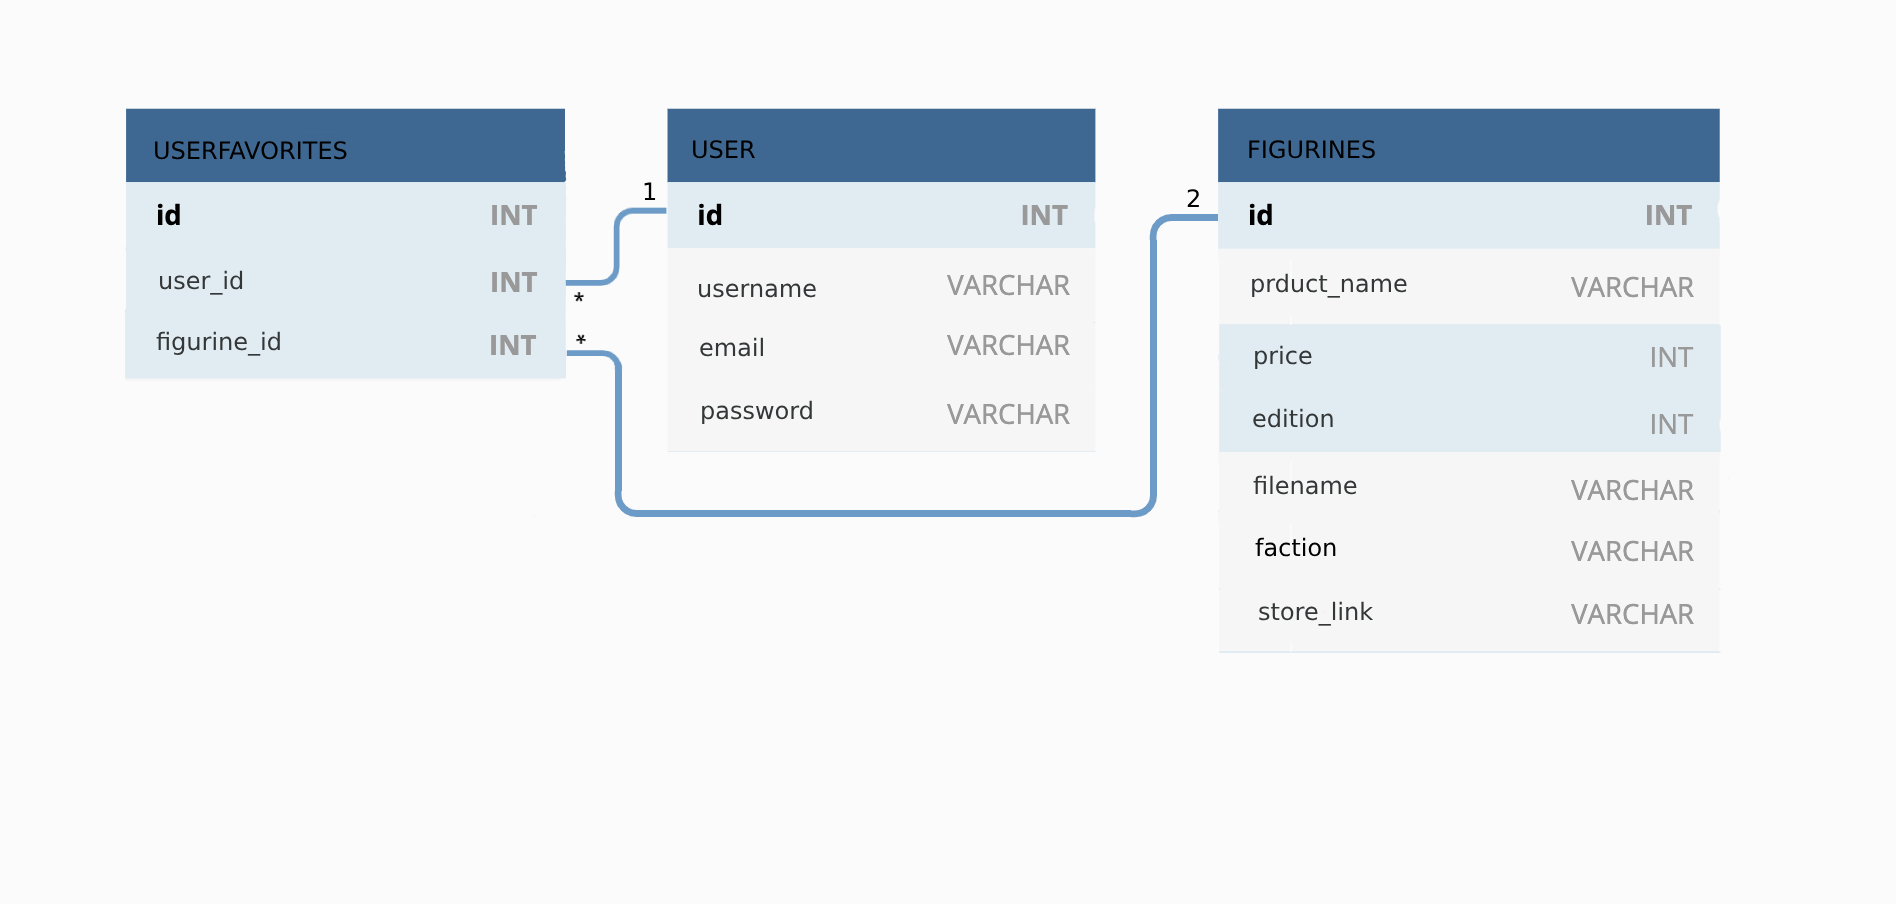 USERFAVORITES
id INT
user_id INT
figurine_id INT
*
*
1
USER
id INT
username VARCHAR
email VARCHAR
password VARCHAR
2
FIGURINES
id INT
prduct_name VARCHAR
price INT
edition INT
filename VARCHAR
faction VARCHAR
store_link VARCHAR